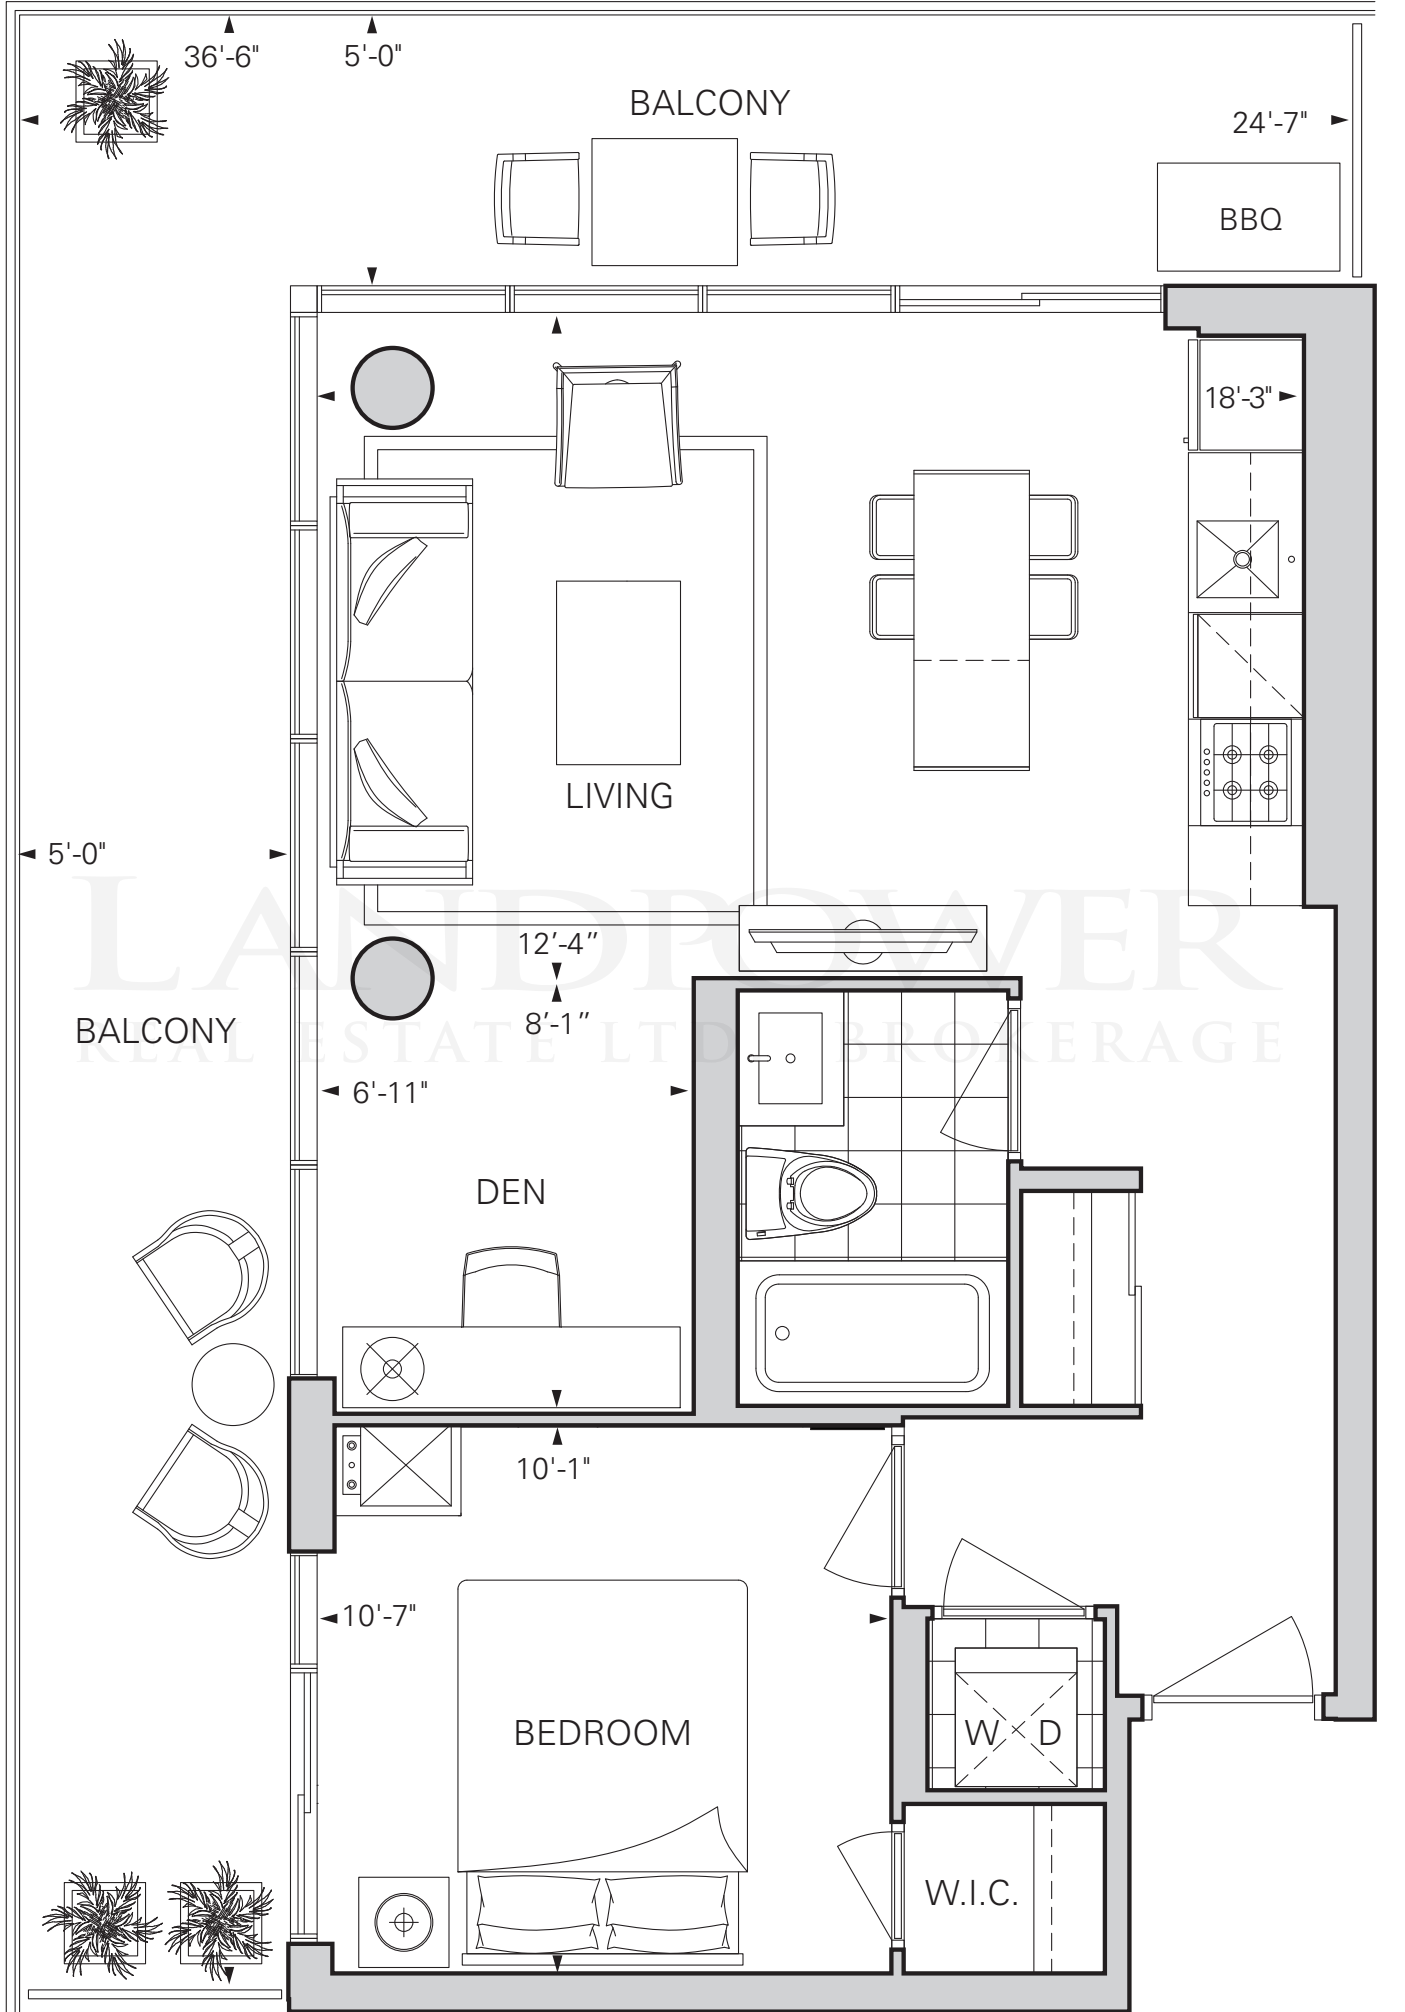 36'-6" 5'-0"
BALCONY
24'-7"
BBQ
18'-3"
LIVING
5'-0"
LANDPOWER
12'-4”
8'-1”
BALCONY
REAL ESTATE LTD BROKERAGE
6'-11"
DEN
10'-1"
10'-7"
BEDROOM
W D
W.I.C.